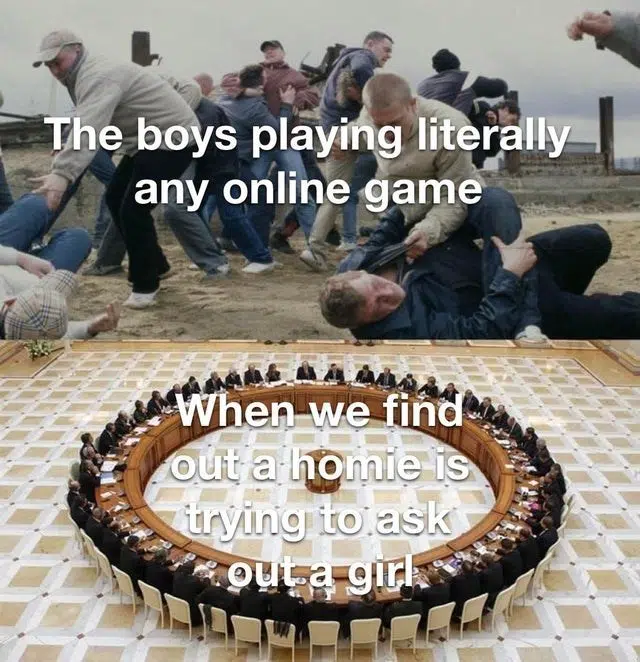 The boys playing literally
any online game
When we find
out a homie is
trying to ask
out a girl